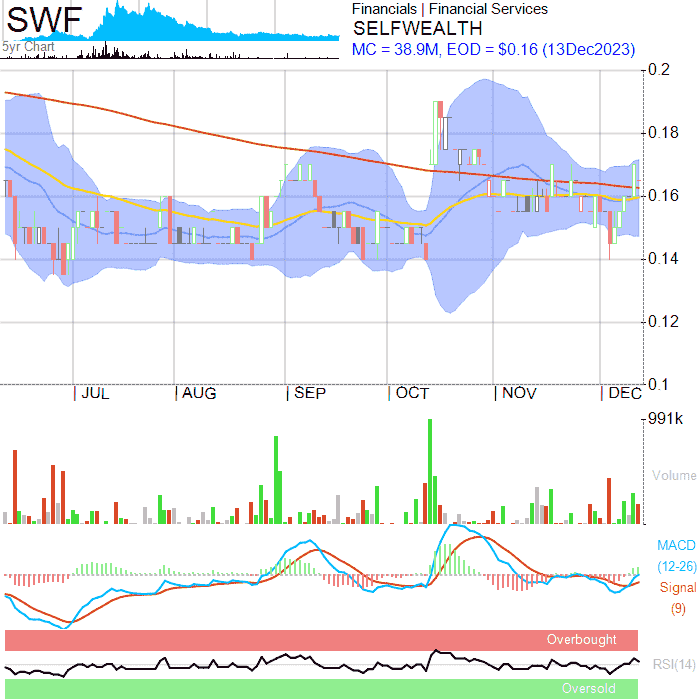 SWF
5yr Chart
Financials | Financial Services
SELFWEALTH
MC = 38.9M, EOD = $0.16 (13Dec2023)
0.2
0.18
0.16
0.14
0.12
0.1
JUL AUG SEP OCT NOV DEC
991k
Volume
MACD
(12-26)
Signal
(9)
Overbought
RSI(14)
Oversold